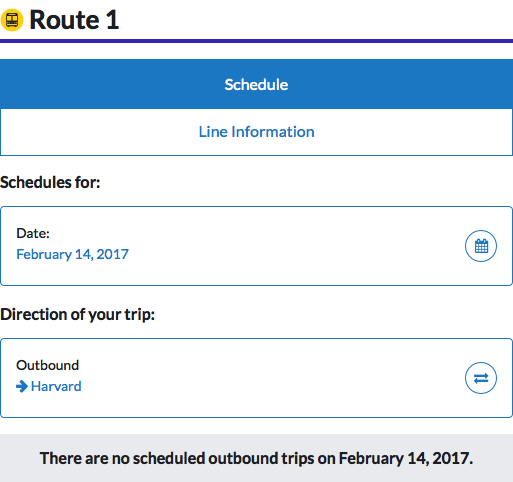 Route 1
Schedule
Line Information
Schedules for:
Date:
February 14, 2017
Direction of your trip:
Outbound
Harvard
There are no scheduled outbound trips on February 14, 2017.